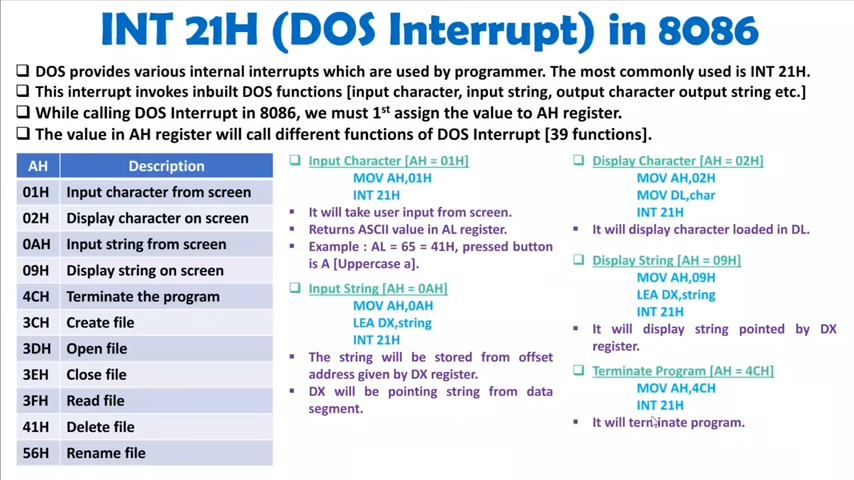 INT 21H (DOS Interrupt) in 8086
❑ DOS provides various internal interrupts which are used by programmer. The most commonly used is INT 21H.
❑ This interrupt invokes inbuilt DOS functions [input character, input string, output character output string etc.]
❑ While calling DOS Interrupt in 8086, we must 1st assign the value to AH register.
❑ The value in AH register will call different functions of DOS Interrupt [39 functions].
AH Description
01H Input character from screen
02H Display character on screen
0AH Input string from screen
09H Display string on screen
4CH Terminate the program
3CH Create file
3DH Open file
3EH Close file
3FH Read file
41H Delete file
56H Rename file
❑ Input Character [AH = 01H]
MOV AH,01H
INT 21H
▪ It will take user input from screen.
▪ Returns ASCII value in AL register.
▪ Example : AL = 65 = 41H, pressed button
is A [Uppercase a].
❑ Input String [AH = 0AH]
MOV AH,0AH
LEA DX,string
INT 21H
▪ The string will be stored from offset
address given by DX register.
▪ DX will be pointing string from data
segment.
❑ Display Character [AH = 02H]
MOV AH,02H
MOV DL,char
INT 21H
▪ It will display character loaded in DL.
❑ Display String [AH = 09H]
MOV AH,09H
LEA DX,string
INT 21H
▪ It will display string pointed by DX
register.
❑ Terminate Program [AH = 4CH]
MOV AH,4CH
INT 21H
▪ It will terminate program.